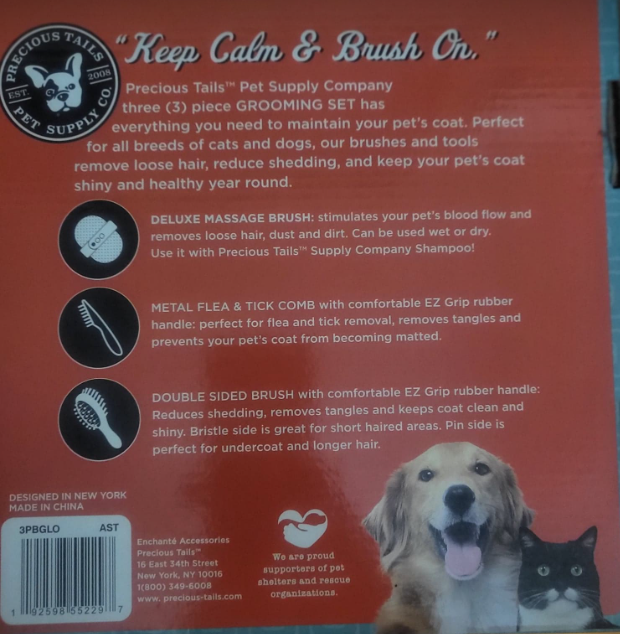 PRECIOUS TAILS
EST. 2008
PET SUPPLY CO.
"Keep Calm & Brush On."
Precious Tails™ Pet Supply Company
three (3) piece GROOMING SET has
everything you need to maintain your pet's coat. Perfect
for all breeds of cats and dogs, our brushes and tools
remove loose hair, reduce shedding, and keep your pet's coat
shiny and healthy year round.
DELUXE MASSAGE BRUSH: stimulates your pet's blood flow and
removes loose hair, dust and dirt. Can be used wet or dry.
Use it with Precious Tails™ Supply Company Shampoo!
METAL FLEA & TICK COMB with comfortable EZ Grip rubber
handle: perfect for flea and tick removal, removes tangles and
prevents your pet's coat from becoming matted.
DOUBLE SIDED BRUSH with comfortable EZ Grip rubber handle:
Reduces shedding, removes tangles and keeps coat clean and
shiny. Bristle side is great for short haired areas. Pin side is
perfect for undercoat and longer hair.
DESIGNED IN NEW YORK
MADE IN CHINA
3PBGLO AST
1 92598 55229 7
Enchanté Accessories
Precious Tails™
16 East 34th Street
New York, NY 10016
1(800) 349-6008
www. precious-tails.com
We are proud
supporters of pet
shelters and rescue
organizations.